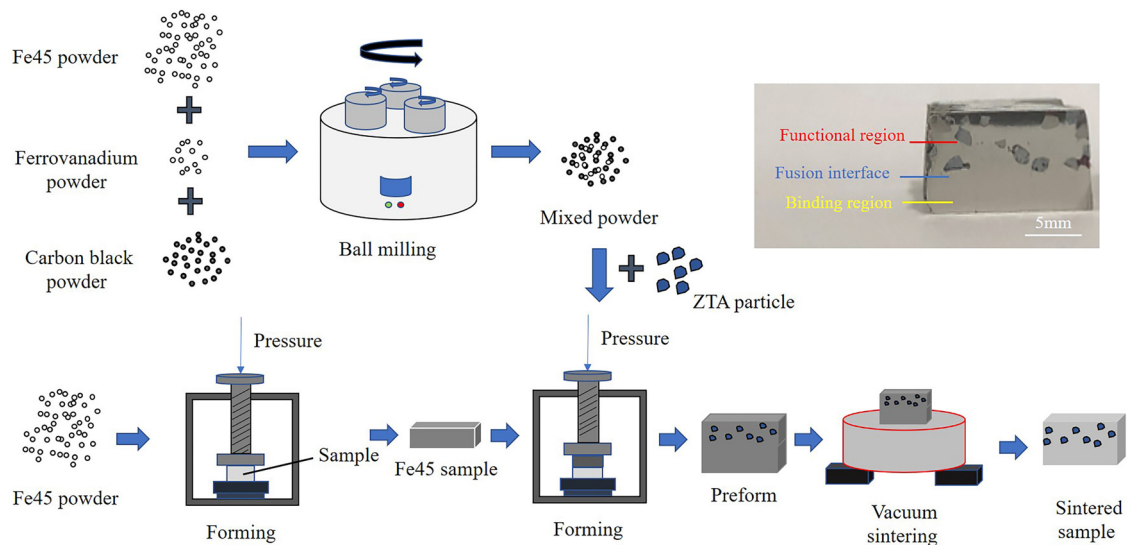 Fe45 powder
Ferrovanadium
powder
Carbon black
powder
Ball milling
Mixed powder
ZTA particle
Functional region
Fusion interface
Binding region
5mm
Pressure
Pressure
Fe45 powder
Sample
Forming
Fe45 sample
Forming
Preform
Vacuum
sintering
Sintered
sample